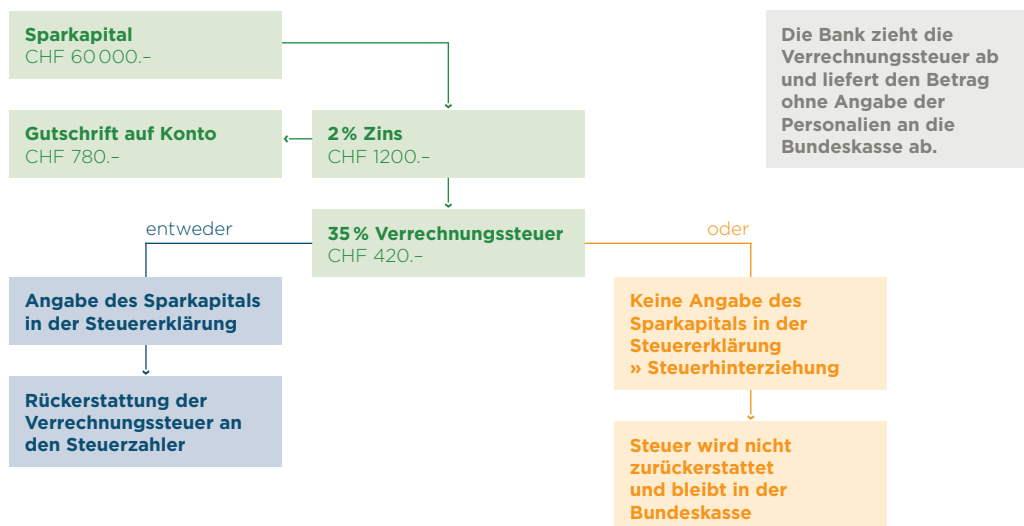 Sparkapital
CHF 60 000.–
Die Bank zieht die
Verrechnungssteuer ab
und liefert den Betrag
ohne Angabe der
Personalien an die
Bundeskasse ab.
Gutschrift auf Konto
CHF 780.–
2 % Zins
CHF 1200.–
entweder
35 % Verrechnungssteuer
CHF 420.–
oder
Angabe des Sparkapitals
in der Steuererklärung
Keine Angabe des
Sparkapitals in der
Steuererklärung
» Steuerhinterziehung
Rückerstattung der
Verrechnungssteuer an
den Steuerzahler
Steuer wird nicht
zurückerstattet
und bleibt in der
Bundeskasse